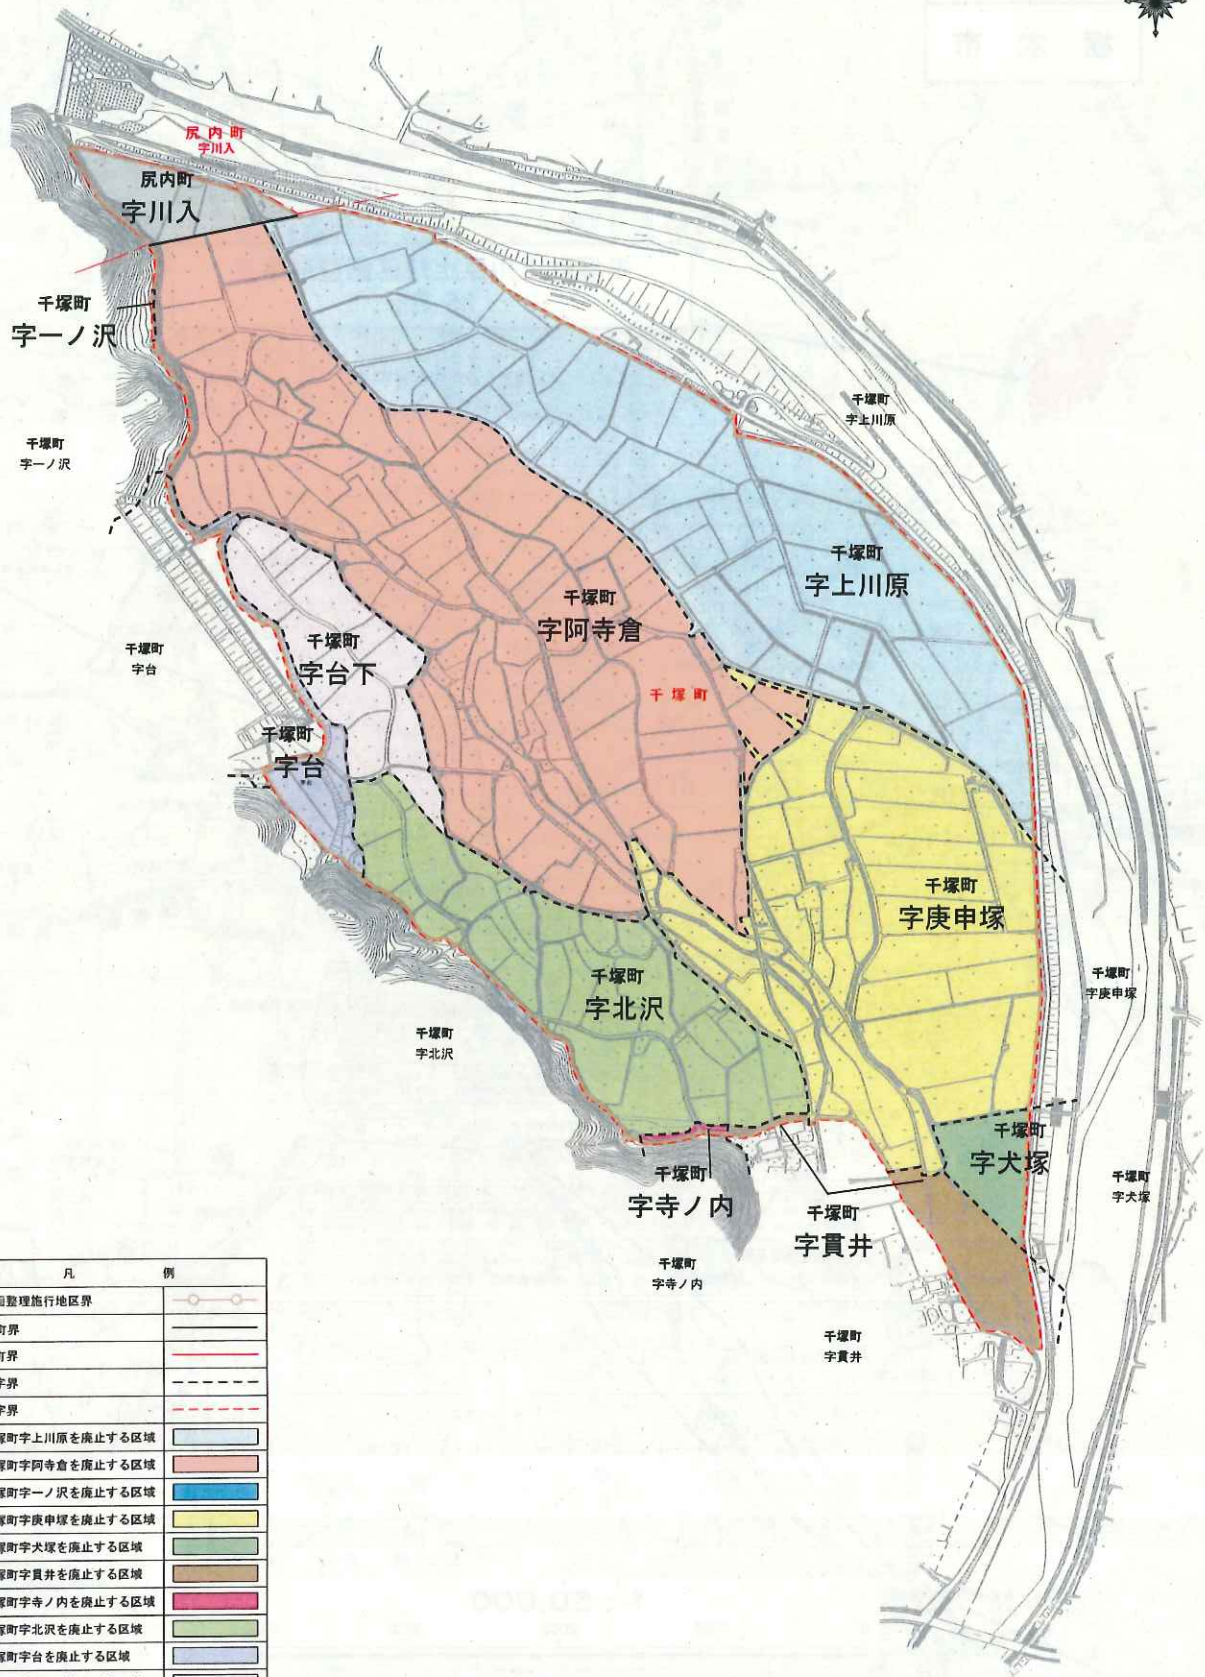 尻内町
字川入
尻内町
字川入
千塚町
字一ノ沢
千塚町
字一ノ沢
千塚町
字上川原
千塚町
字上川原
千塚町
字阿寺倉
千塚町
千塚町
字台
千塚町
字台下
千塚町
字台
千塚町
字庚申塚
千塚町
字庚申塚
千塚町
字北沢
千塚町
字北沢
千塚町
字犬塚
千塚町
字犬塚
千塚町
字寺ノ内
千塚町
字貫井
千塚町
字寺ノ内
千塚町
字貫井
凡 例
整理施行地区界
町界
町界
字界
字界
塚町字上川原を廃止する区域
塚町字阿寺倉を廃止する区域
塚町字一ノ沢を廃止する区域
塚町字庚申塚を廃止する区域
塚町字犬塚を廃止する区域
塚町字貫井を廃止する区域
塚町字寺ノ内を廃止する区域
塚町字北沢を廃止する区域
塚町字台を廃止する区域